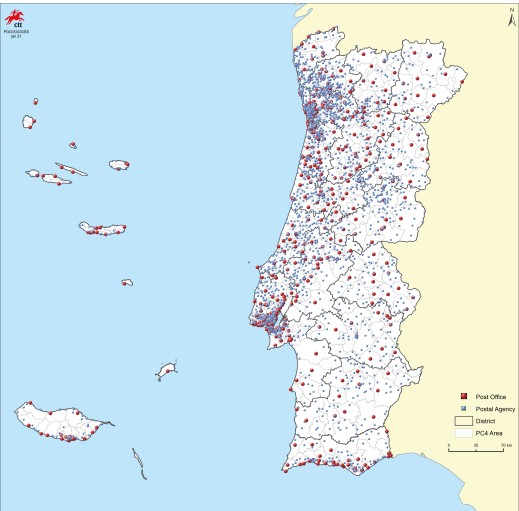 ctt
N
Post Office
Postal Agency
District
PC4 Area
0 35 70 km